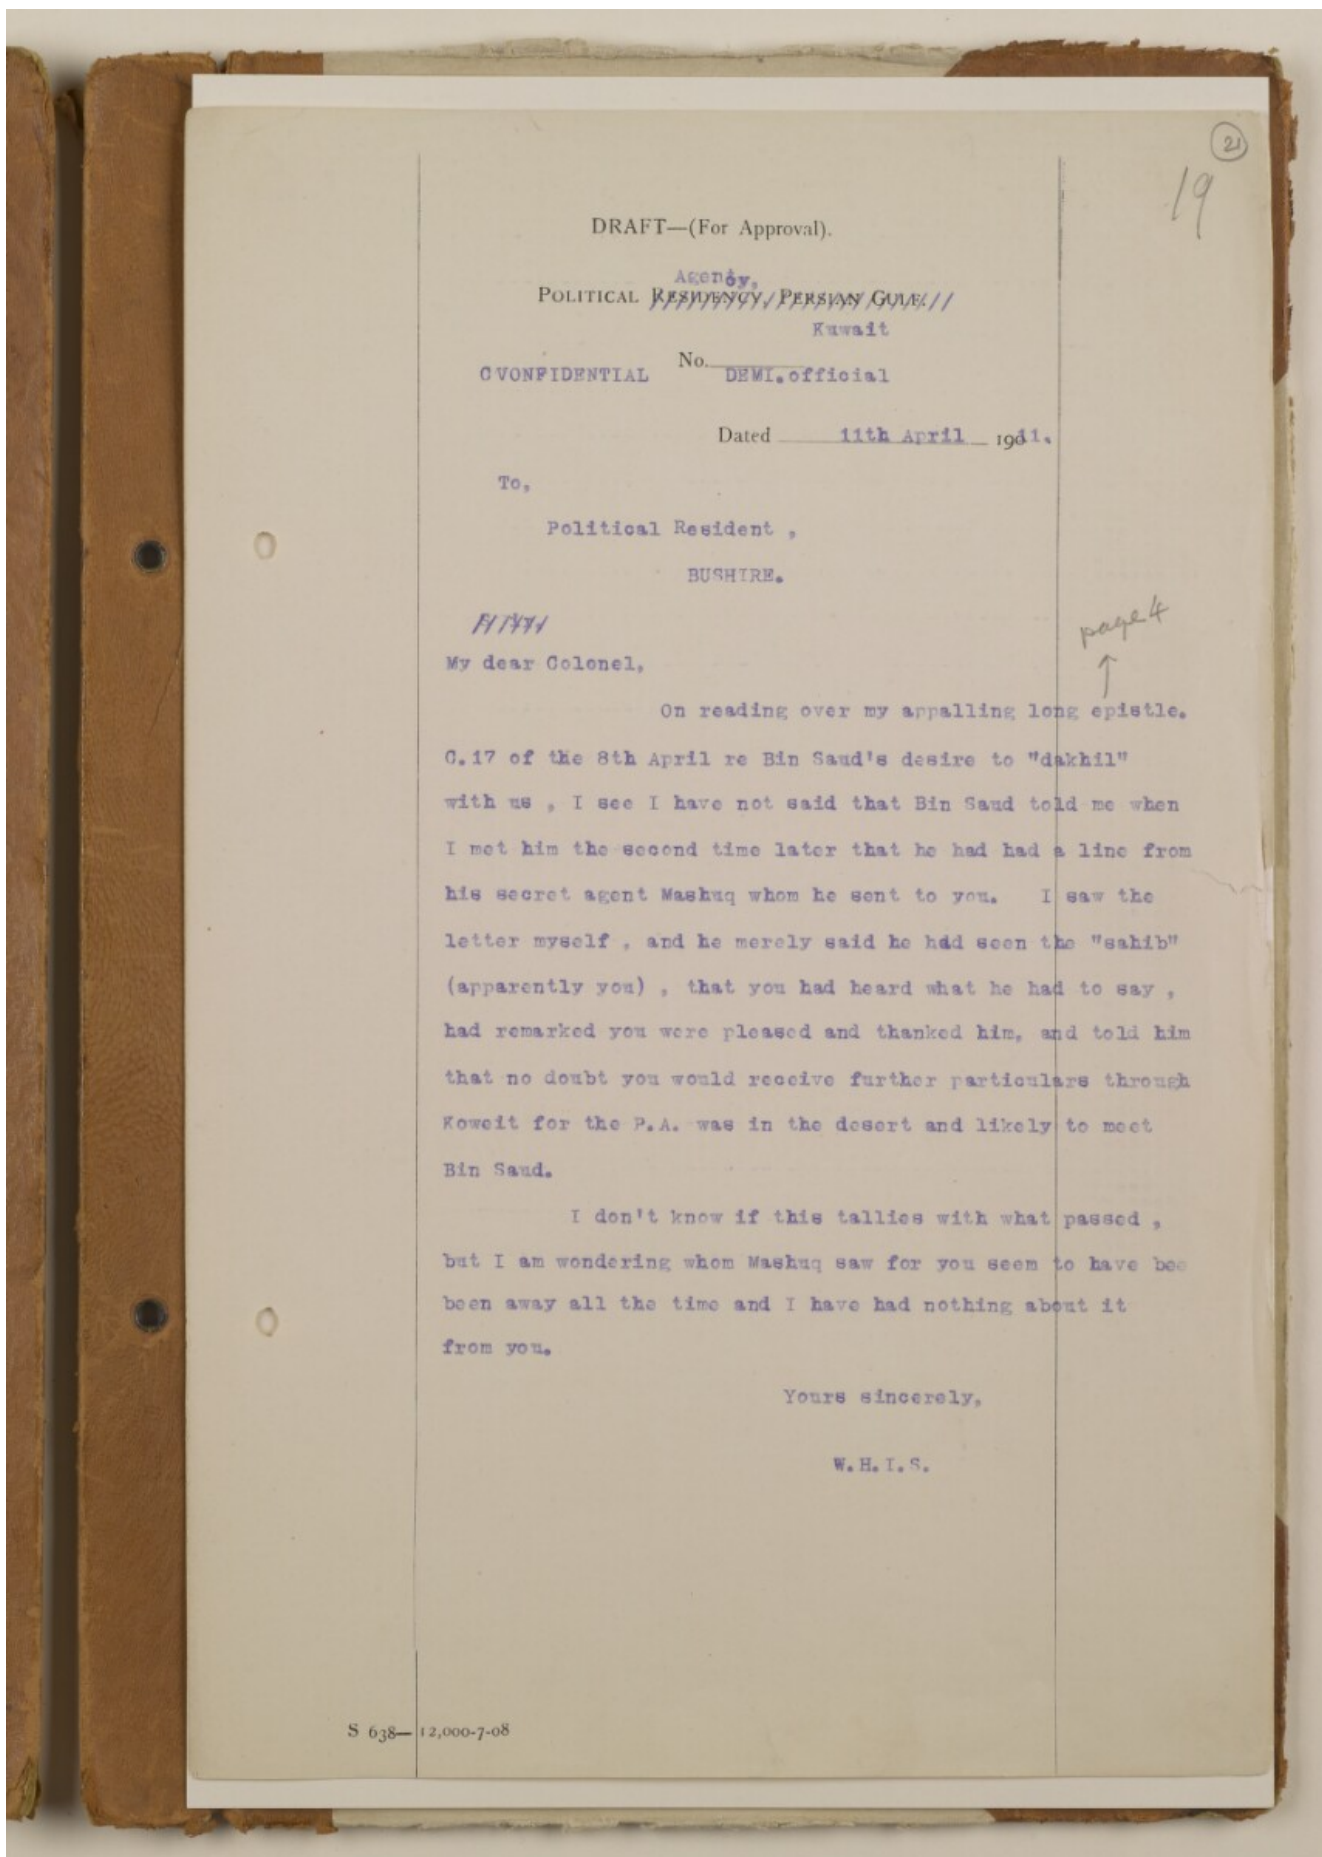 21
19
DRAFT—(For Approval).
Agency,
POLITICAL RESIDENCY, PERSIAN GULF.
Kuwait
No.
CVONFIDENTIAL DEMI.official
Dated 11th April 1911.
To,
Political Resident ,
BUSHIRE.
page 4
My dear Colonel,
On reading over my appalling long epistle.
C.17 of the 8th April re Bin Saud's desire to "dakhil"
with us , I see I have not said that Bin Saud told me when
I met him the second time later that he had had a line from
his secret agent Mashuq whom he sent to you. I saw the
letter myself , and he merely said he had seen the "sahib"
(apparently you) , that you had heard what he had to say ,
had remarked you were pleased and thanked him, and told him
that no doubt you would receive further particulars through
Koweit for the P.A. was in the desert and likely to meet
Bin Saud.
I don't know if this tallies with what passed ,
but I am wondering whom Mashuq saw for you seem to have bee
been away all the time and I have had nothing about it
from you.
Yours sincerely,
W.H.I.S.
S 638—12,000-7-08